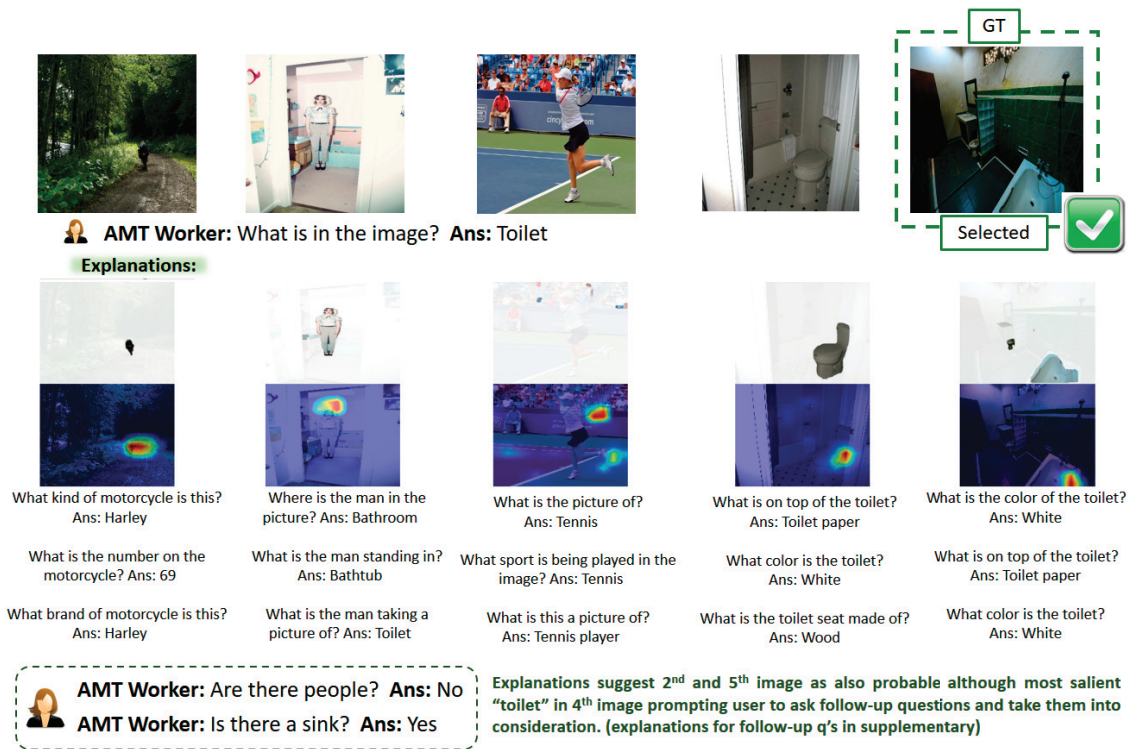 GT
cincy
.com
Selected
AMT Worker: What is in the image? Ans: Toilet
Explanations:
What kind of motorcycle is this?
Ans: Harley
Where is the man in the
picture? Ans: Bathroom
What is the picture of?
Ans: Tennis
What is on top of the toilet?
Ans: Toilet paper
What is the color of the toilet?
Ans: White
What is the number on the
motorcycle? Ans: 69
What is the man standing in?
Ans: Bathtub
What sport is being played in the
image? Ans: Tennis
What color is the toilet?
Ans: White
What is on top of the toilet?
Ans: Toilet paper
What brand of motorcycle is this?
Ans: Harley
What is the man taking a
picture of? Ans: Toilet
What is this a picture of?
Ans: Tennis player
What is the toilet seat made of?
Ans: Wood
What color is the toilet?
Ans: White
AMT Worker: Are there people? Ans: No
AMT Worker: Is there a sink? Ans: Yes
Explanations suggest 2nd and 5th image as also probable although most salient
"toilet" in 4th image prompting user to ask follow-up questions and take them into
consideration. (explanations for follow-up q's in supplementary)